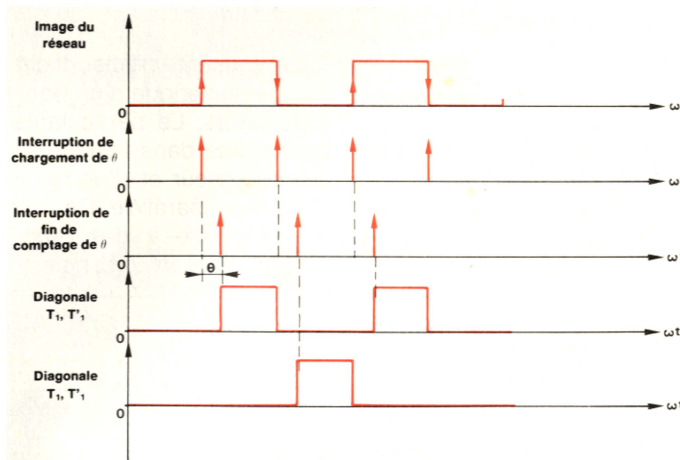 Image du
réseau
0
ω
Interruption de
chargement de θ
0
ω
Interruption de
fin de
comptage de θ
0
ω
θ
Diagonale
T₁, T'₁
0
ωt
Diagonale
T₁, T'₁
0
ωt